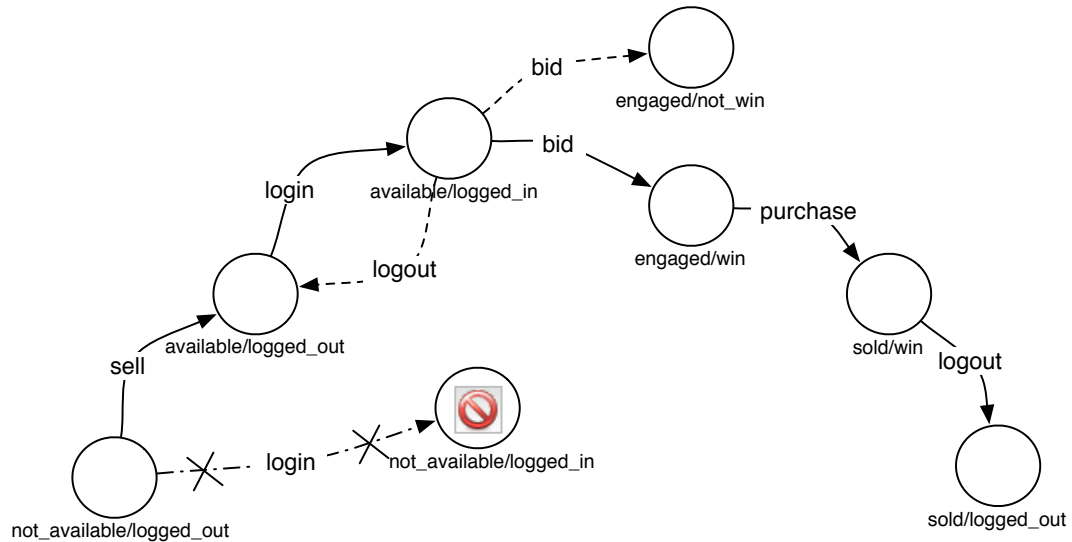 bid
engaged/not_win
bid
login
available/logged_in
purchase
engaged/win
logout
available/logged_out
sold/win
sell
logout
login
not_available/logged_in
not_available/logged_out
sold/logged_out